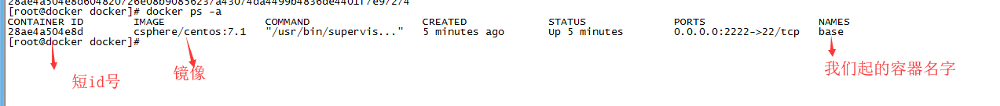 [root@docker docker]# docker ps -a
CONTAINER ID IMAGE COMMAND CREATED STATUS PORTS NAMES
28ae4a504e8d csphere/centos:7.1 "/usr/bin/supervis..." 5 minutes ago Up 5 minutes 0.0.0.0:2222->22/tcp base
[root@docker docker]#
短id号 镜像 我们起的容器名字